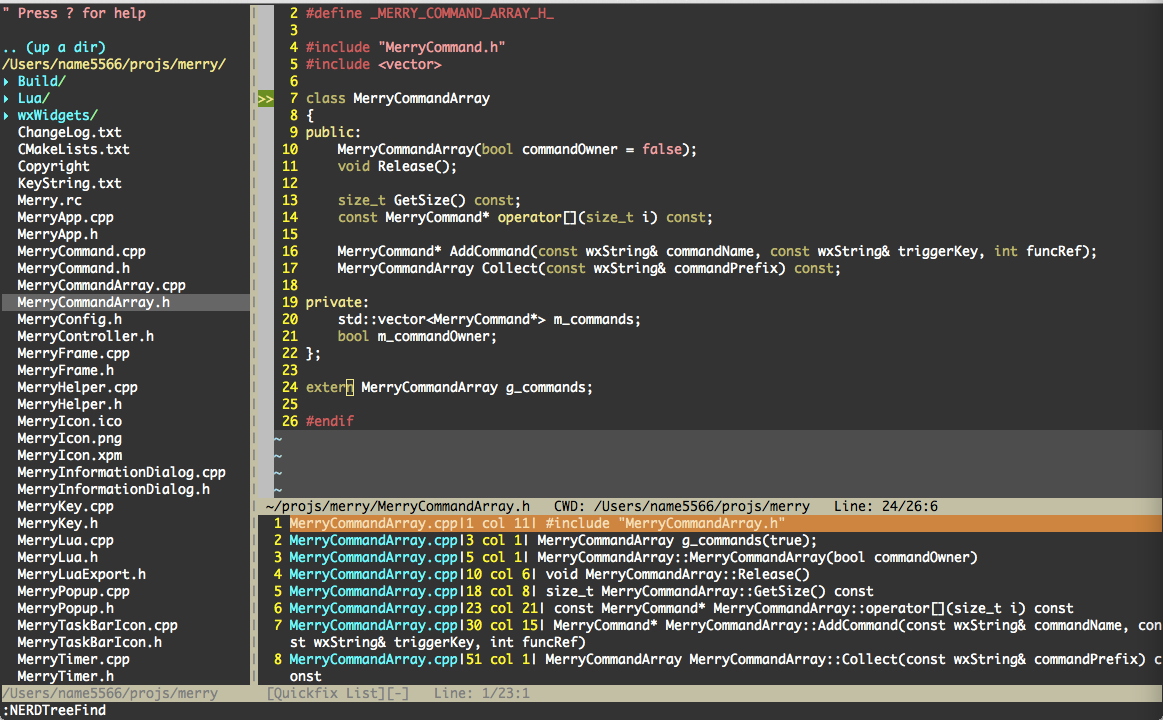 " Press ? for help
.. (up a dir)
/Users/name5566/projs/merry/
▸ Build/
▸ Lua/
▸ wxWidgets/
ChangeLog.txt
CMakeLists.txt
Copyright
KeyString.txt
Merry.rc
MerryApp.cpp
MerryApp.h
MerryCommand.cpp
MerryCommand.h
MerryCommandArray.cpp
MerryCommandArray.h
MerryConfig.h
MerryController.h
MerryFrame.cpp
MerryFrame.h
MerryHelper.cpp
MerryHelper.h
MerryIcon.ico
MerryIcon.png
MerryIcon.xpm
MerryInformationDialog.cpp
MerryInformationDialog.h
MerryKey.cpp
MerryKey.h
MerryLua.cpp
MerryLua.h
MerryLuaExport.h
MerryPopup.cpp
MerryPopup.h
MerryTaskBarIcon.cpp
MerryTaskBarIcon.h
MerryTimer.cpp
MerryTimer.h
/Users/name5566/projs/merry
2 #define _MERRY_COMMAND_ARRAY_H_
3
4 #include "MerryCommand.h"
5 #include <vector>
6
>> 7 class MerryCommandArray
8 {
9 public:
10     MerryCommandArray(bool commandOwner = false);
11     void Release();
12
13     size_t GetSize() const;
14     const MerryCommand* operator[](size_t i) const;
15
16     MerryCommand* AddCommand(const wxString& commandName, const wxString& triggerKey, int funcRef);
17     MerryCommandArray Collect(const wxString& commandPrefix) const;
18
19 private:
20     std::vector<MerryCommand*> m_commands;
21     bool m_commandOwner;
22 };
23
24 extern MerryCommandArray g_commands;
25
26 #endif
~
~
~
~
~/projs/merry/MerryCommandArray.h   CWD: /Users/name5566/projs/merry   Line: 24/26:6
1 MerryCommandArray.cpp|1 col 11| #include "MerryCommandArray.h"
2 MerryCommandArray.cpp|3 col 1| MerryCommandArray g_commands(true);
3 MerryCommandArray.cpp|5 col 1| MerryCommandArray::MerryCommandArray(bool commandOwner)
4 MerryCommandArray.cpp|10 col 6| void MerryCommandArray::Release()
5 MerryCommandArray.cpp|18 col 8| size_t MerryCommandArray::GetSize() const
6 MerryCommandArray.cpp|23 col 21| const MerryCommand* MerryCommandArray::operator[](size_t i) const
7 MerryCommandArray.cpp|30 col 15| MerryCommand* MerryCommandArray::AddCommand(const wxString& commandName, con
st wxString& triggerKey, int funcRef)
8 MerryCommandArray.cpp|51 col 1| MerryCommandArray MerryCommandArray::Collect(const wxString& commandPrefix) c
onst
[Quickfix List][-]   Line: 1/23:1
:NERDTreeFind